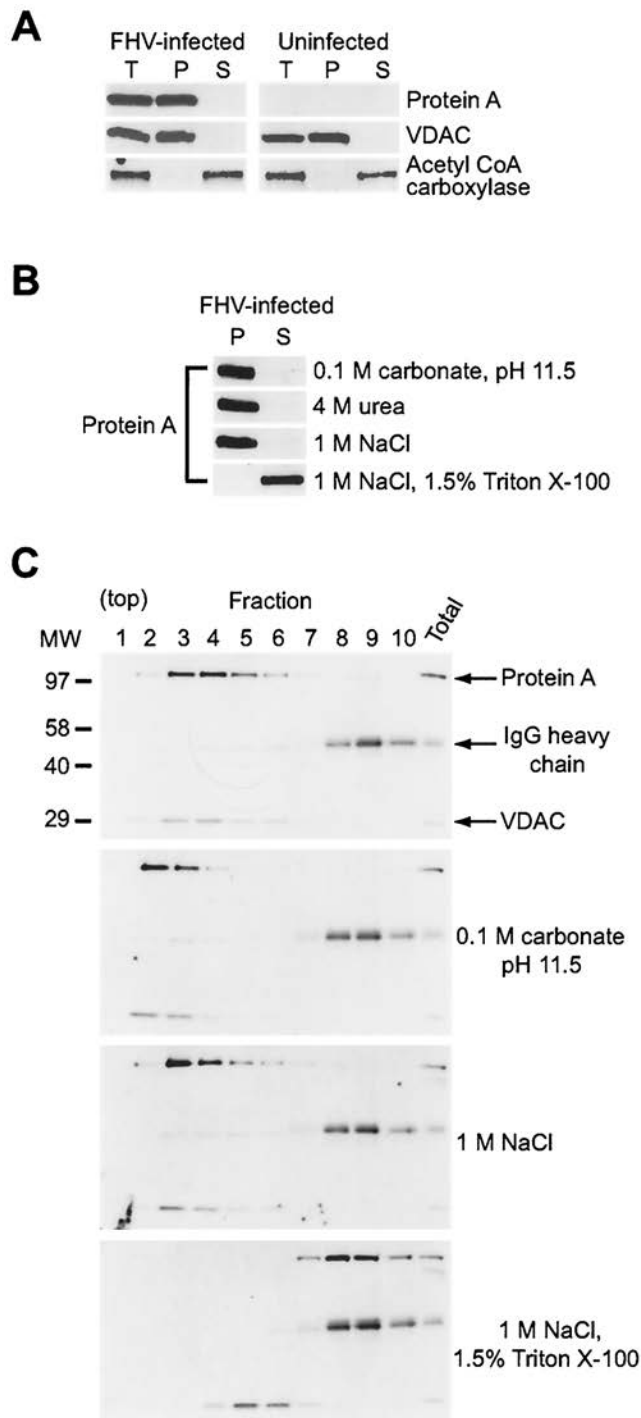 A
FHV-infected Uninfected
T P S T P S
Protein A
VDAC
Acetyl CoA
carboxylase
B
FHV-infected
P S
Protein A
0.1 M carbonate, pH 11.5
4 M urea
1 M NaCl
1 M NaCl, 1.5% Triton X-100
C
(top) Fraction
MW 1 2 3 4 5 6 7 8 9 10 Total
97
58
40
29
Protein A
IgG heavy
chain
VDAC
0.1 M carbonate
pH 11.5
1 M NaCl
1 M NaCl,
1.5% Triton X-100